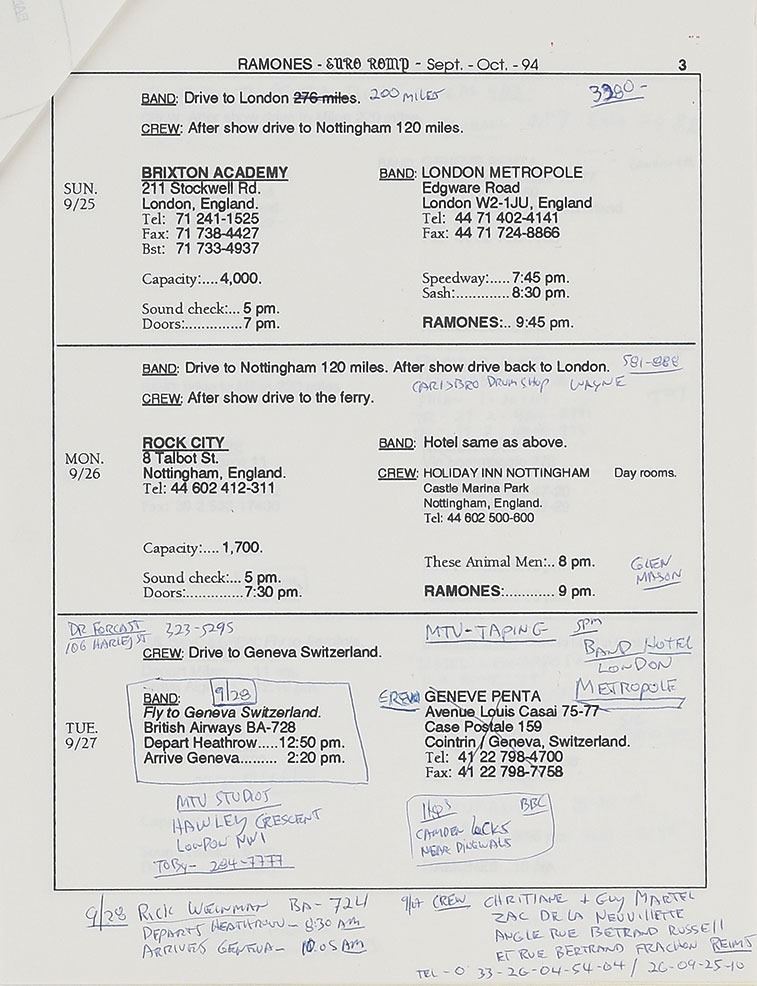 RAMONES - EURO ROMP - Sept. - Oct. - 94 3
BAND: Drive to London 276 miles. 200 MILES
CREW: After show drive to Nottingham 120 miles.
SUN.
9/25
BRIXTON ACADEMY
211 Stockwell Rd.
London, England.
Tel: 71 241-1525
Fax: 71 738-4427
Bst: 71 733-4937
Capacity:.... 4,000.
Sound check:... 5 pm.
Doors:..............7 pm.
BAND: LONDON METROPOLE
Edgware Road
London W2-1JU, England
Tel: 44 71 402-4141
Fax: 44 71 724-8866
Speedway:..... 7:45 pm.
Sash:............. 8:30 pm.
RAMONES:.. 9:45 pm.
BAND: Drive to Nottingham 120 miles. After show drive back to London. 581-888
CARLSBRO DRUM SHOP WAYNE
CREW: After show drive to the ferry.
MON.
9/26
ROCK CITY
8 Talbot St.
Nottingham, England.
Tel: 44 602 412-311
Capacity:.... 1,700.
Sound check:... 5 pm.
Doors:..............7:30 pm.
BAND: Hotel same as above.
CREW: HOLIDAY INN NOTTINGHAM Day rooms.
Castle Marina Park
Nottingham, England.
Tel: 44 602 500-600
These Animal Men:.. 8 pm.
RAMONES:............ 9 pm.
GLEN
MASON
DR FORCAST 323-5295
106 HARLEY ST
CREW: Drive to Geneva Switzerland.
MTV-TAPING 5PM
BAND HOTEL
LONDON
METROPOLE
TUE.
9/27
BAND: 9/28
Fly to Geneva Switzerland.
British Airways BA-728
Depart Heathrow.....12:50 pm.
Arrive Geneva......... 2:20 pm.
CREW GENEVE PENTA
Avenue Louis Casai 75-77
Case Postale 159
Cointrin / Geneva, Switzerland.
Tel: 41 22 798-4700
Fax: 41 22 798-7758
MTV STUDIOS
HAWLEY CRESCENT
LONDON NW1
TOBY- 284-7777
BBC
CAMDEN LOCKS
NEAR DINGWALS
9/28 RICK WEINMAN BA-724
DEPARTS HEATHROW- 8:30 AM
ARRIVES GENEVA- 10:05 AM
CREW CHRITIANE + GUY MARTEL
ZAC DE LA NEUVILLETTE
ANGLE RUE BETRAND RUSSELL
ET RUE BERTRAND FRACHON REIMS
TEL - 0 33-26-04-54-04 / 26-09-25-10